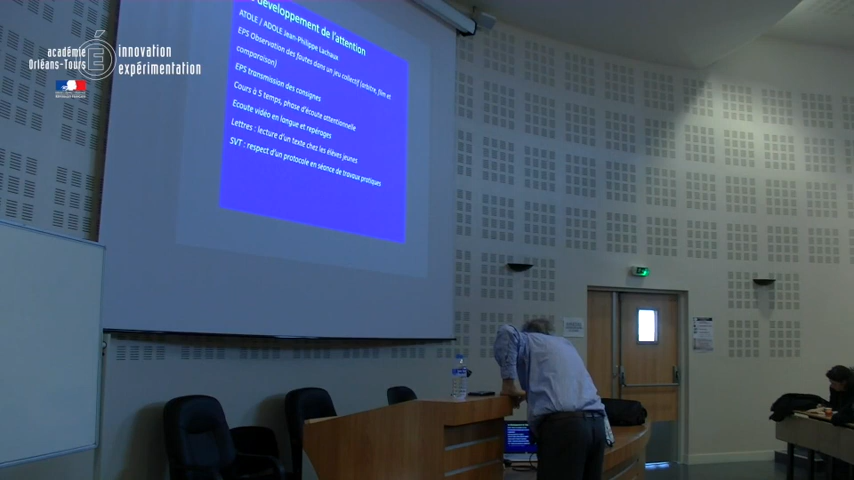 académie
Orléans-Tours
innovation
expérimentation
développement de l'attention
ATOLE / ADOLE Jean-Philippe Lachaux
EPS Observation des fautes dans un jeu collectif (arbitre, film et
comparaison)
EPS transmission des consignes
Cours à 5 temps, phase d'écoute attentionnelle
Ecoute vidéo en langue et repérages
Lettres : lecture d'un texte chez les élèves jeunes
SVT : respect d'un protocole en séance de travaux pratiques